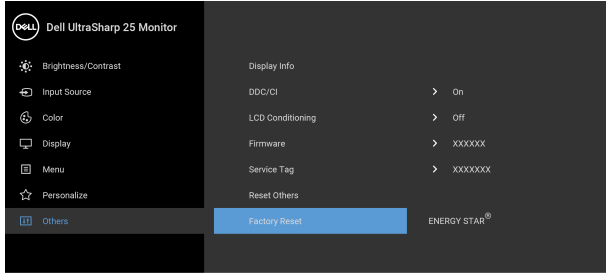 DELL Dell UltraSharp 25 Monitor
Brightness/Contrast Display Info
Input Source DDC/CI On
Color LCD Conditioning Off
Display Firmware XXXXXX
Menu Service Tag XXXXXXX
Personalize Reset Others
Others Factory Reset ENERGY STAR®